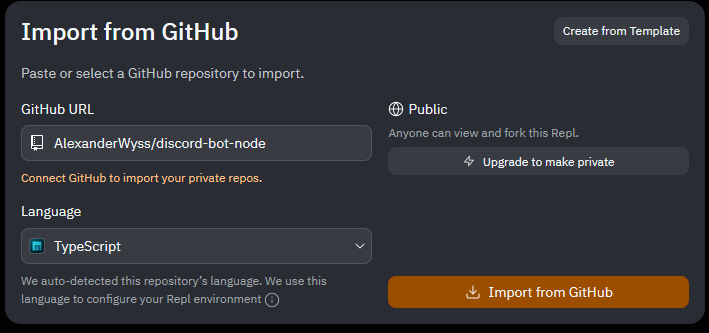 Import from GitHub
Create from Template
Paste or select a GitHub repository to import.
GitHub URL
Public
Anyone can view and fork this Repl.
AlexanderWyss/discord-bot-node
Upgrade to make private
Connect GitHub to import your private repos.
Language
TypeScript
We auto-detected this repository’s language. We use this
language to configure your Repl environment
Import from GitHub